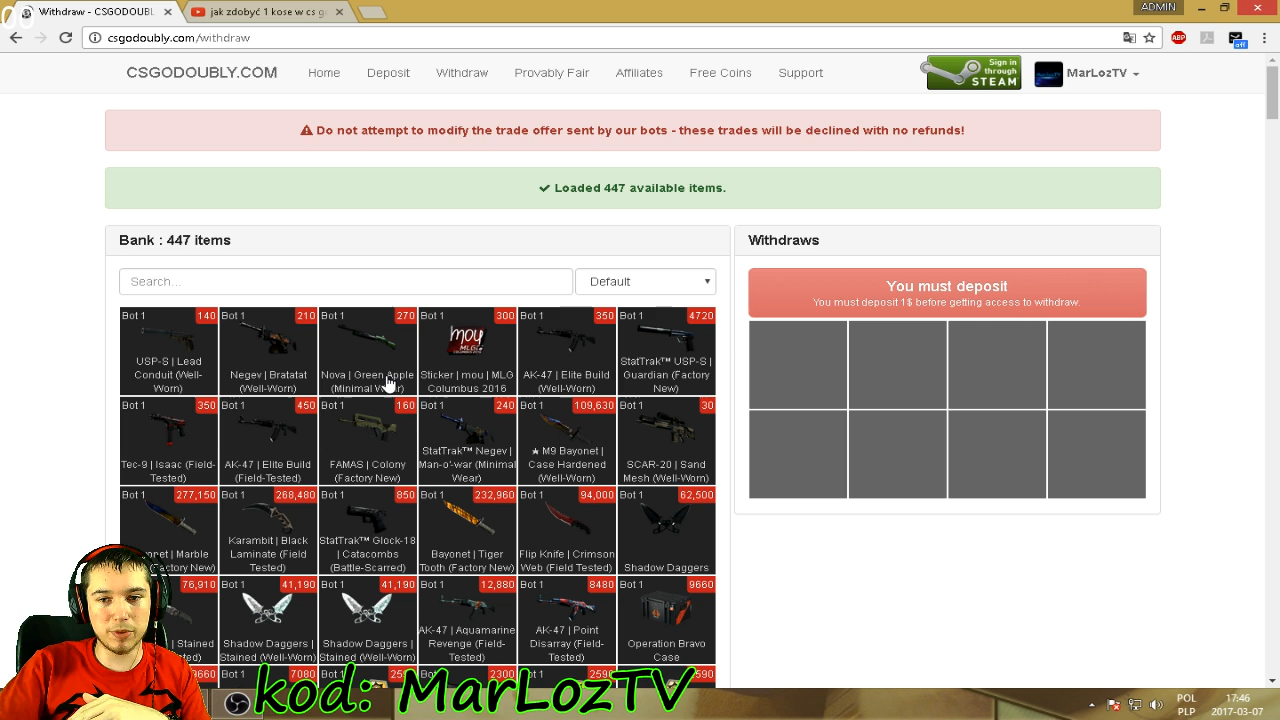 Withdraw - CSGODOUBLY.C
jak zdobyć 1 kose w cs g
ADMIN
csgodoubly.com/withdraw
ABP
off
CSGODOUBLY.COM
Home
Deposit
Withdraw
Provably Fair
Affiliates
Free Co
Support
Sign in
through
STEAM
MarLozTV
Do not attempt to modify the trade offer sent by our bots - these trades will be declined with no refunds!
Loaded 447 available items.
Bank : 447 items
Withdraws
Search...
Default
You must deposit
You must deposit 1$ before getting access to withdraw.
Bot 1 140
USP-S | Lead
Conduit (Well-
Worn)
Bot 1 210
Negev | Bratatat
(Well-Worn)
Bot 1 270
Nova | Green Apple
(Minimal Wear)
Bot 1 300
mou
MLG
Sticker | mou | MLG
Columbus 2016
Bot 1 350
AK-47 | Elite Build
(Well-Worn)
Bot 1 4720
StatTrak™ USP-S |
Guardian (Factory
New)
Bot 1 350
Tec-9 | Isaac (Field-
Tested)
Bot 1 450
AK-47 | Elite Build
(Field-Tested)
Bot 1 160
FAMAS | Colony
(Factory New)
Bot 1 240
StatTrak™ Negev |
Man-o'-war (Minimal
Wear)
Bot 1 109,630
★ M9 Bayonet |
Case Hardened
(Well-Worn)
Bot 1 30
SCAR-20 | Sand
Mesh (Well-Worn)
Bot 1 277,150
net | Marble
(Factory New)
Bot 1 268,480
Karambit | Black
Laminate (Field
Tested)
Bot 1 850
StatTrak™ Glock-18
| Catacombs
(Battle-Scarred)
Bot 1 232,960
Bayonet | Tiger
Tooth (Factory New)
Bot 1 94,000
Flip Knife | Crimson
Web (Field Tested)
Bot 1 62,500
Shadow Daggers
76,910
| Stained
Bot 1 41,190
Shadow Daggers |
Stained (Well-Worn)
Bot 1 41,190
Shadow Daggers |
Stained (Well-Worn)
Bot 1 12,880
AK-47 | Aquamarine
Revenge (Field-
Tested)
Bot 1 8480
AK-47 | Point
Disarray (Field-
Tested)
Bot 1 9660
Operation Bravo
Case
kod: MarLozTV
POL
PLP
17:46
2017-03-07